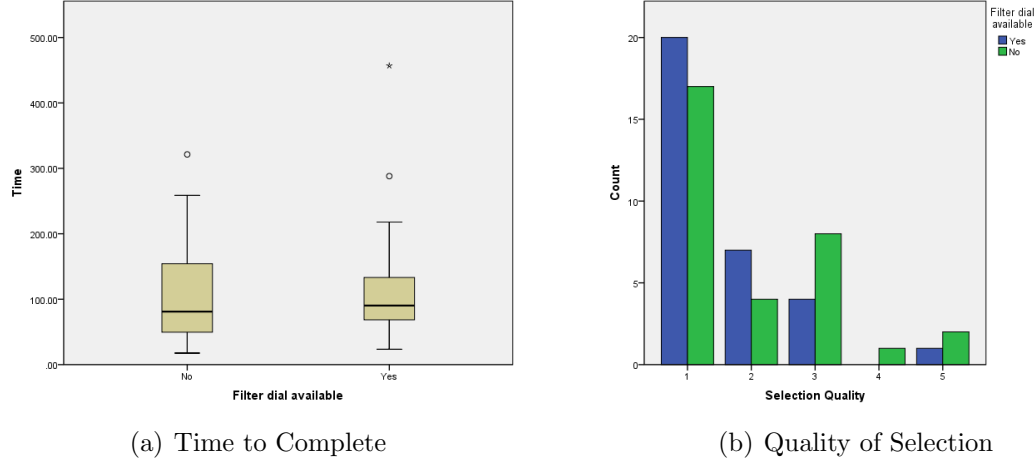 500.00
400.00
300.00
200.00
100.00
.00
Time
No
Yes
Filter dial available
(a) Time to Complete
Filter dial
available
Yes
No
20
15
10
5
0
Count
1 2 3 4 5
Selection Quality
(b) Quality of Selection